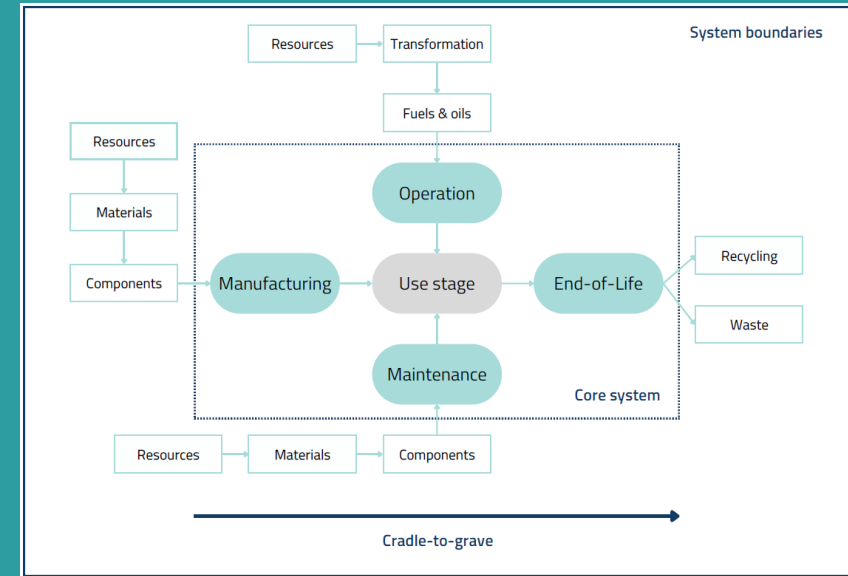 System boundaries
Resources
Transformation
Fuels & oils
Resources
Materials
Components
Operation
Manufacturing
Use stage
End-of-Life
Maintenance
Core system
Recycling
Waste
Resources
Materials
Components
Cradle-to-grave